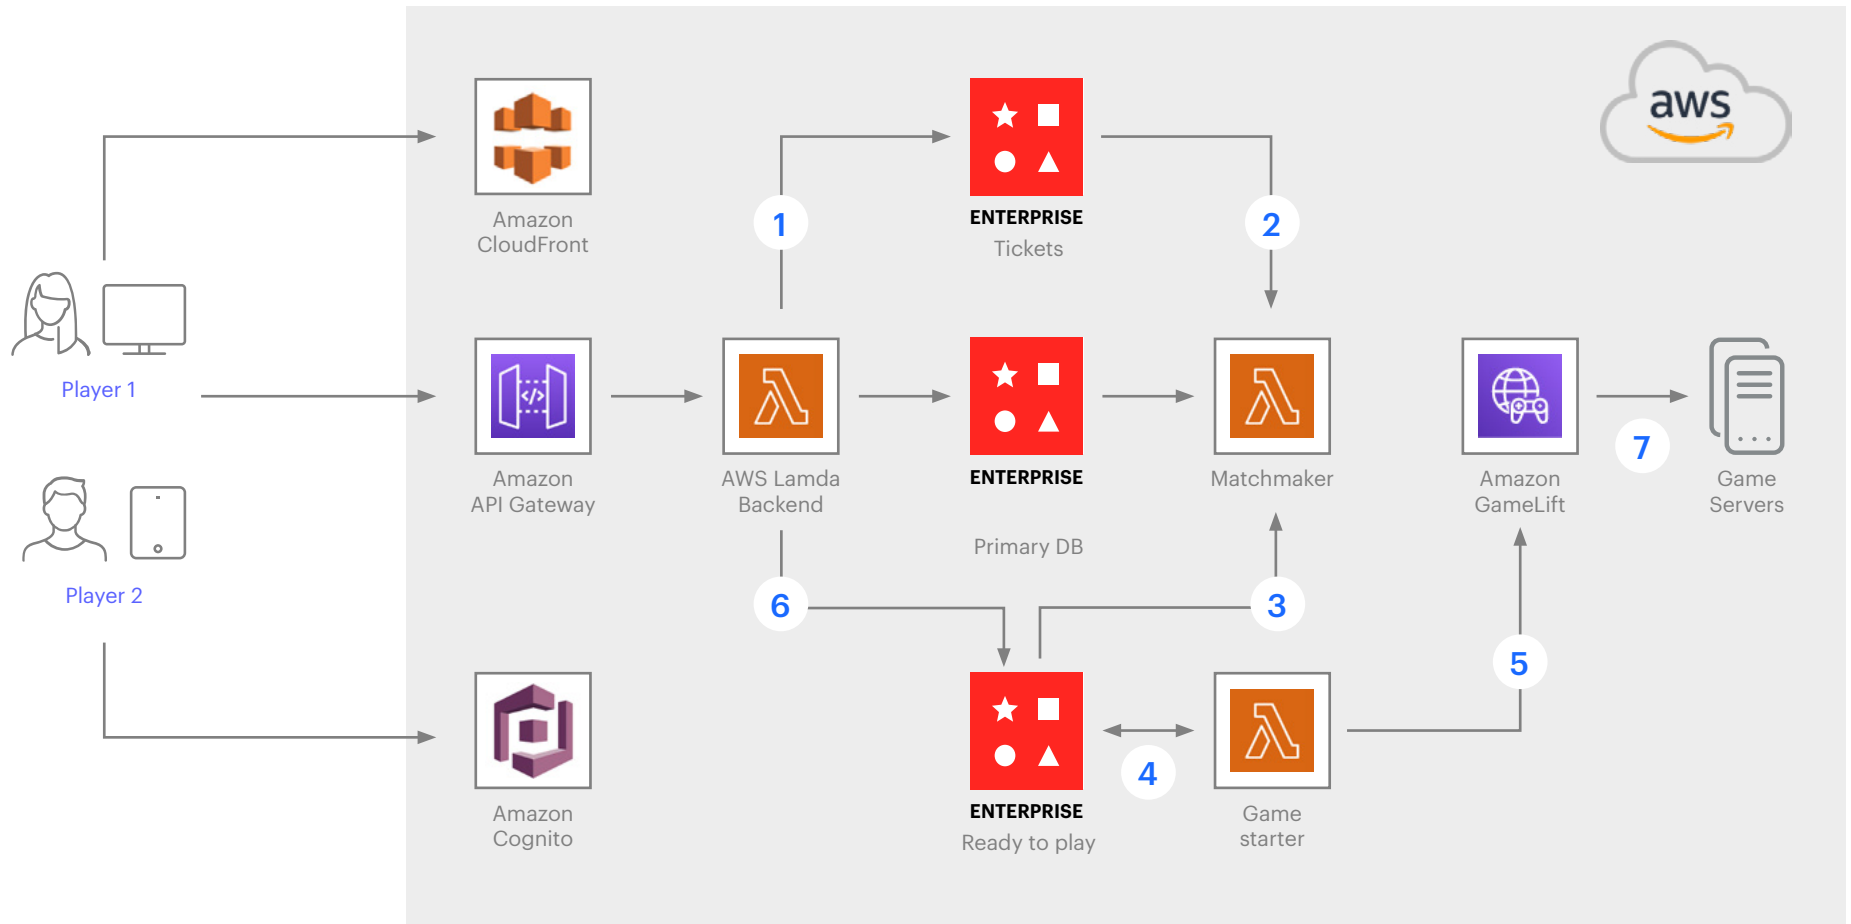 aws
Amazon
CloudFront
1
ENTERPRISE
Tickets
2
Player 1
Amazon
API Gateway
</>
AWS Lamda
Backend
ENTERPRISE
Primary DB
Matchmaker
Amazon
GameLift
7
Game
Servers
Player 2
6
3
5
Amazon
Cognito
ENTERPRISE
Ready to play
4
Game
starter